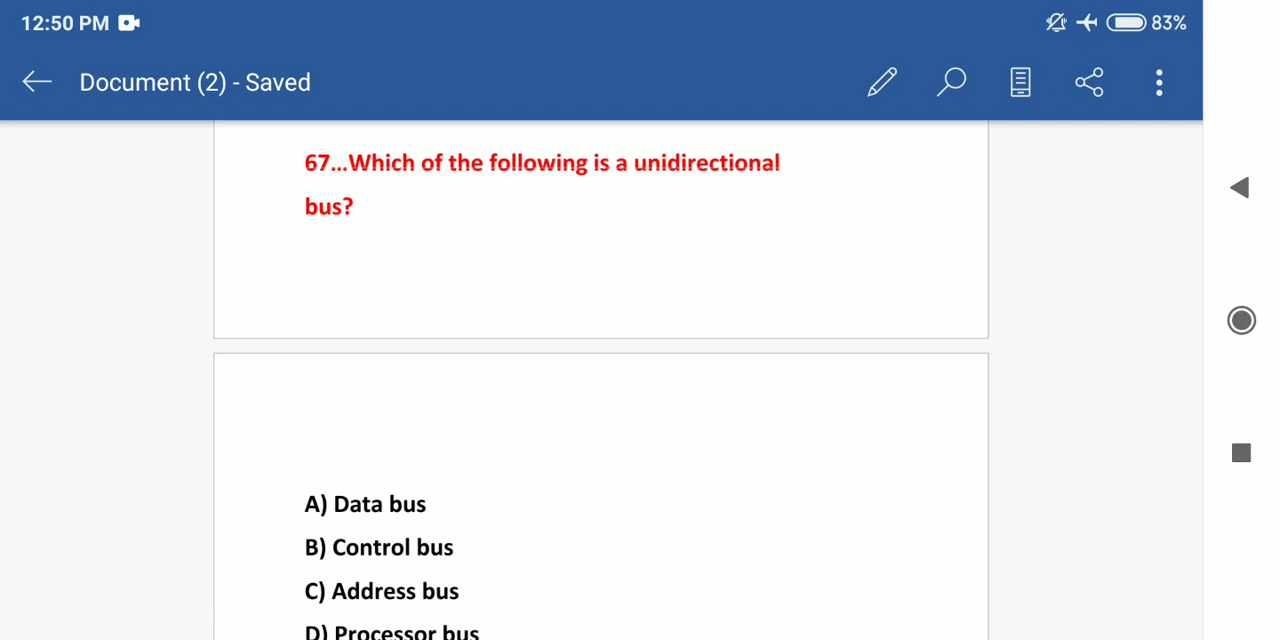 12:50 PM
83%
Document (2) - Saved
67...Which of the following is a unidirectional
bus?
A) Data bus
B) Control bus
C) Address bus
D) Processor bus